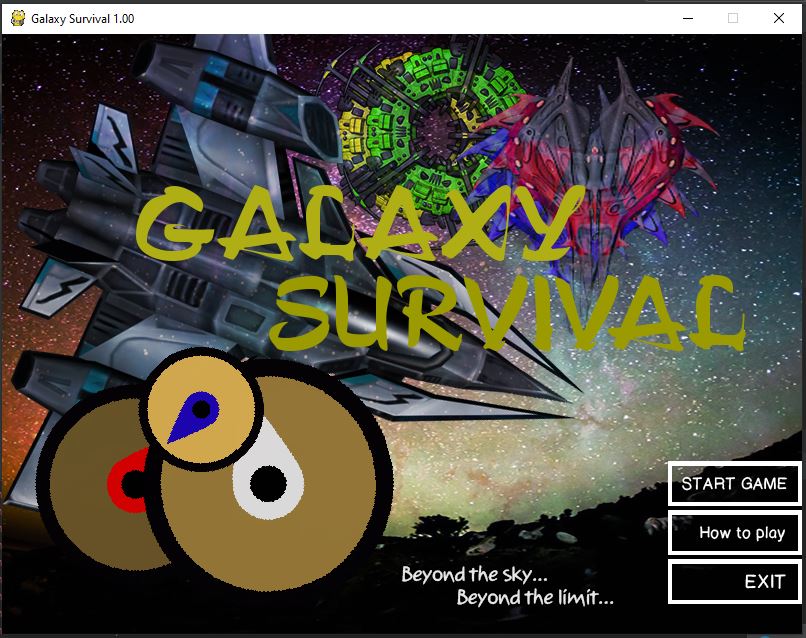 Galaxy Survival 1.00
GALAXY
SURVIVAL
START GAME
How to play
EXIT
Beyond the sky...
Beyond the limit...